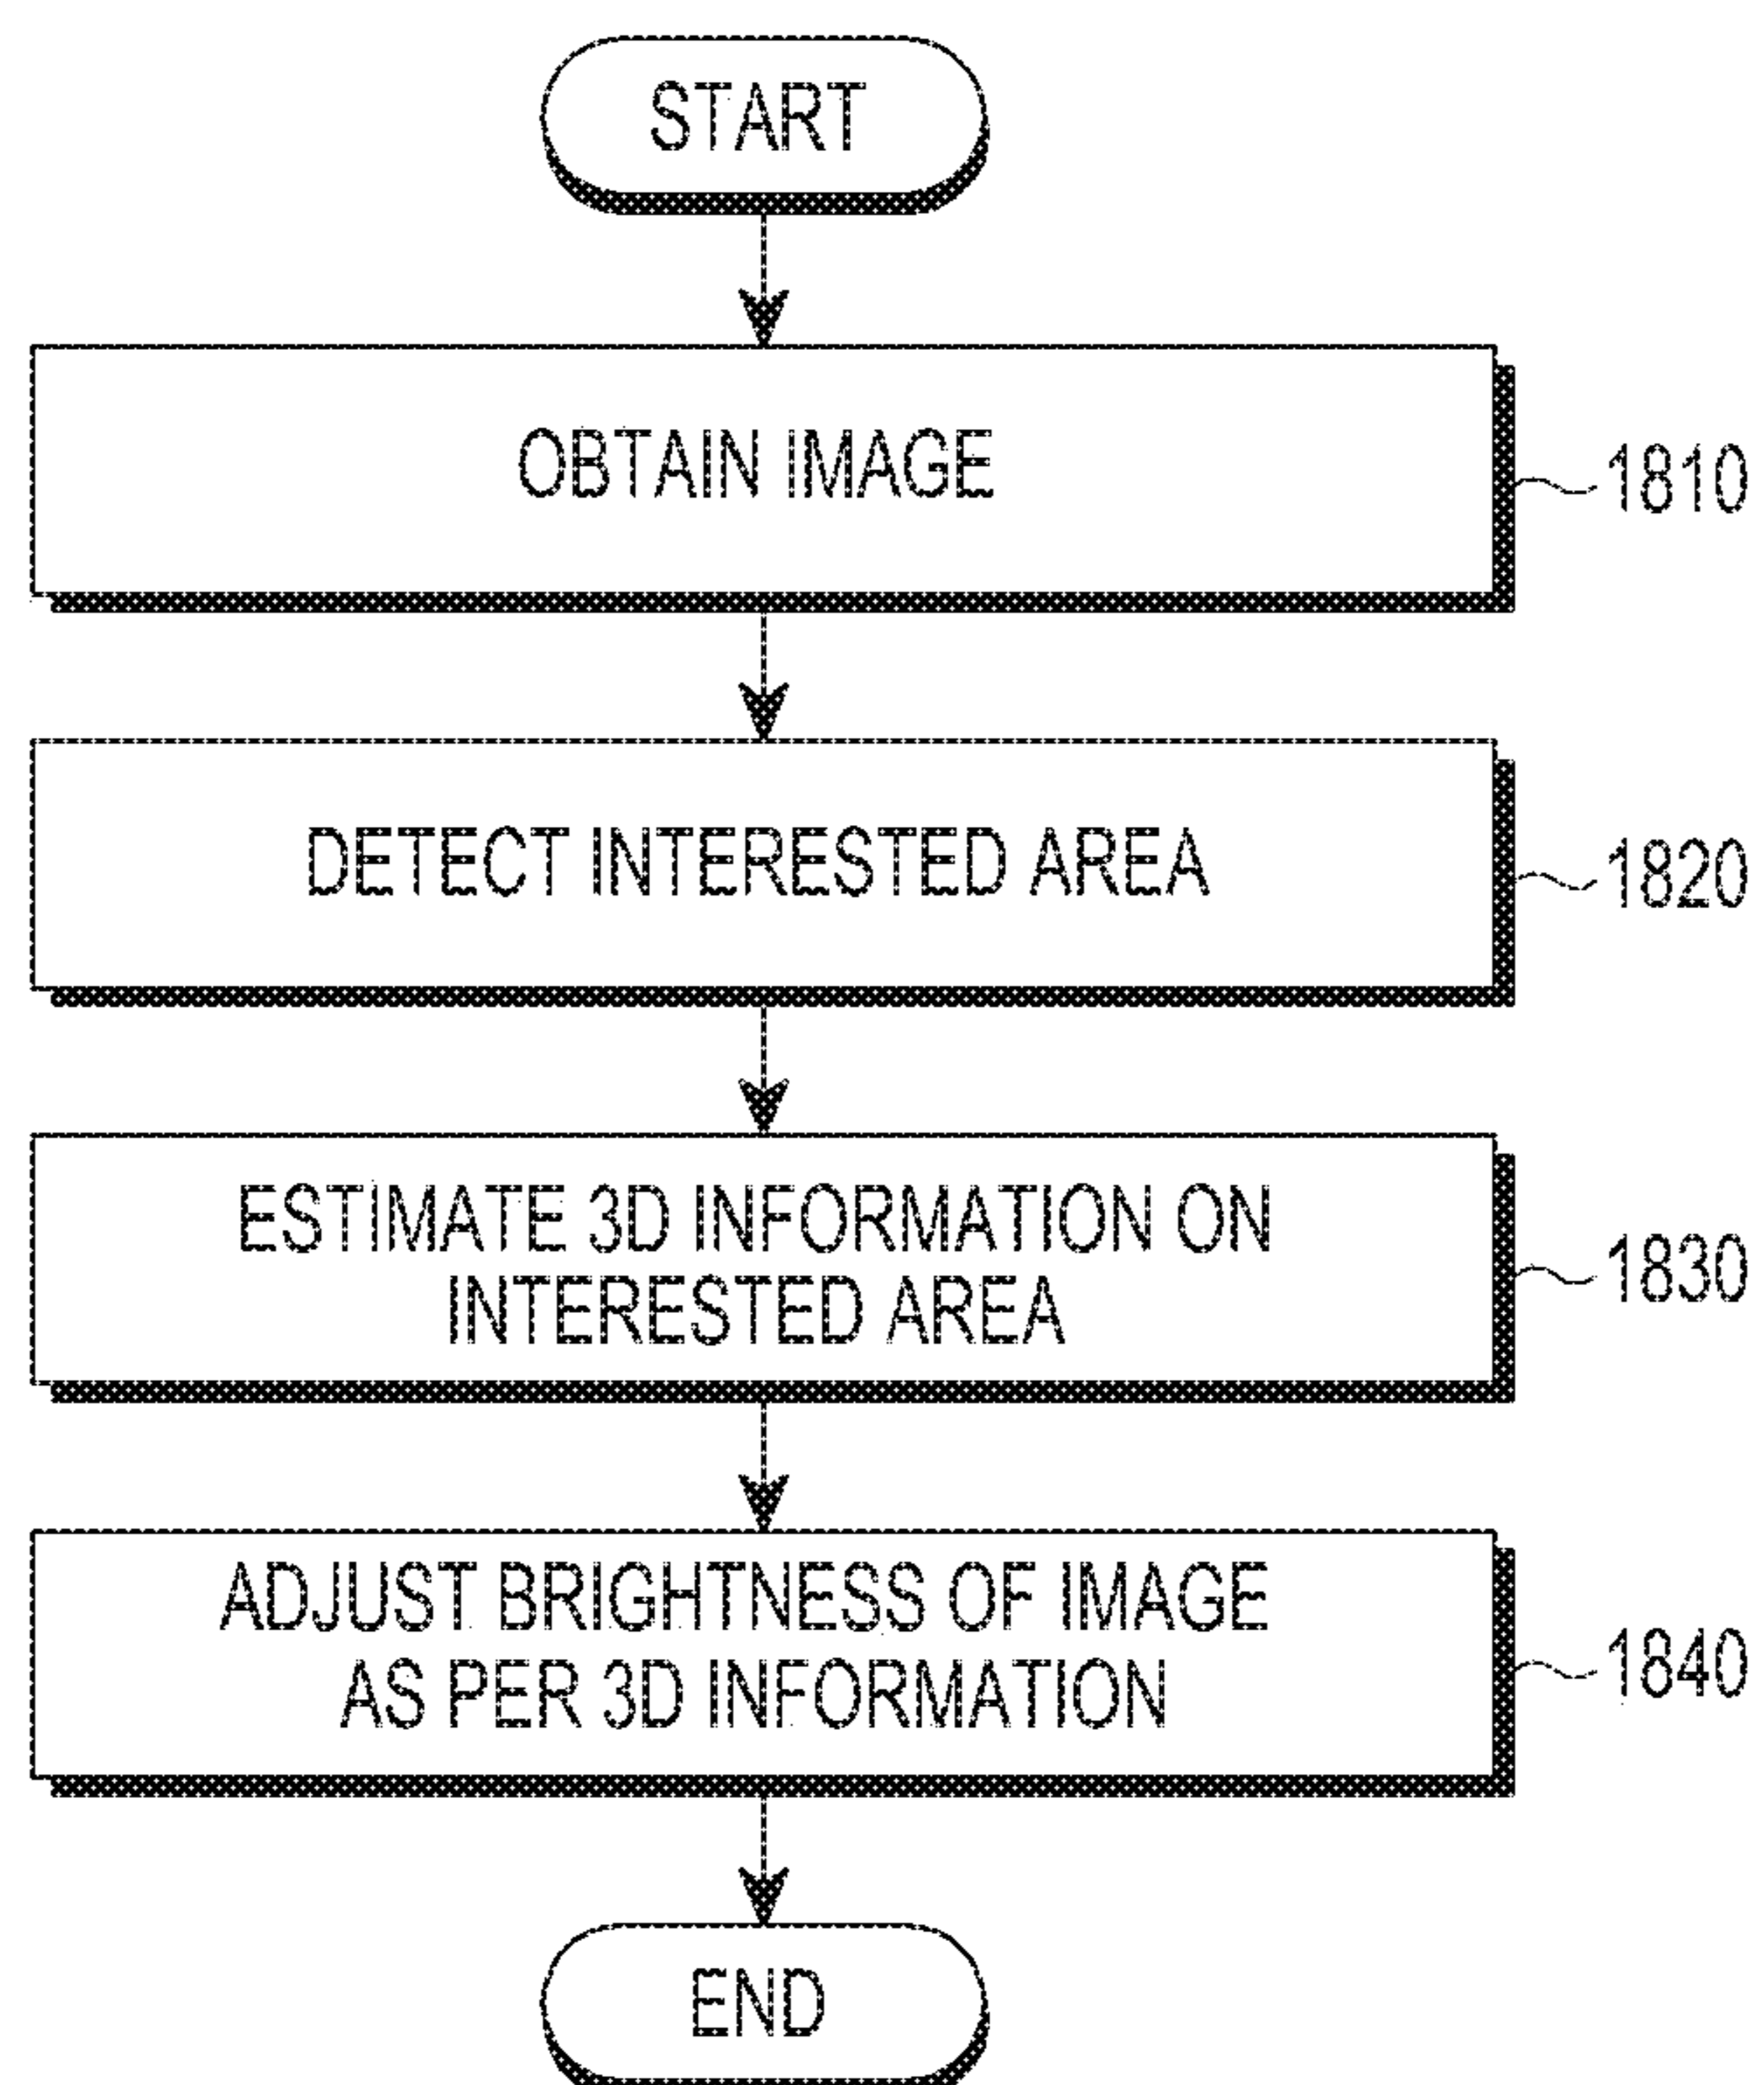 START
OBTAIN IMAGE
1810
DETECT INTERESTED AREA
1820
ESTIMATE 3D INFORMATION ON
INTERESTED AREA
1830
ADJUST BRIGHTNESS OF IMAGE
AS PER 3D INFORMATION
1840
END